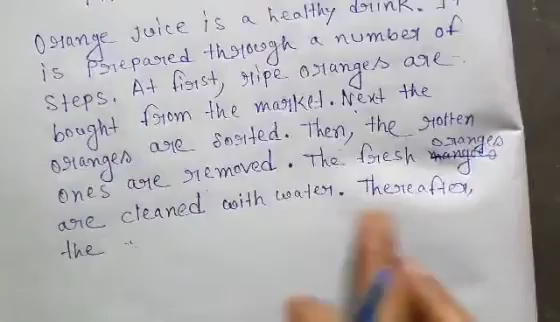 Orange Juice is a healthy drink. It
is prepared through a number of
steps. At first, ripe oranges are
bought from the market. Next the
oranges are sorted. Then, the rotten
ones are removed. The fresh oranges
are cleaned with water. Thereafter,
the